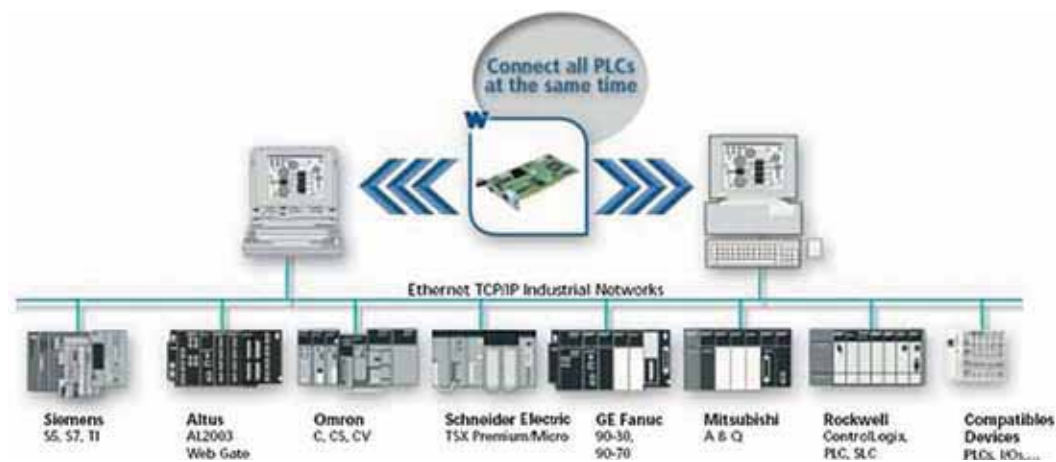 Connect all PLCs
at the same time
W
Ethernet TCP/IP Industrial Networks
Siemens
S5, S7, TI
Altus
AL2003
Web Gate
Omron
C, CS, CV
Schneider Electric
TSX Premium/Micro
GE Fanuc
90-30,
90-70
Mitsubishi
A & Q
Rockwell
ControlLogix,
PLC, SLC
Compatibles
Devices
PLCs, I/Os,...